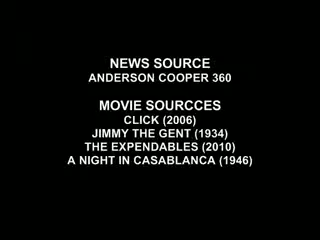 NEWS SOURCE
ANDERSON COOPER 360
MOVIE SOURCCES
CLICK (2006)
JIMMY THE GENT (1934)
THE EXPENDABLES (2010)
A NIGHT IN CASABLANCA (1946)